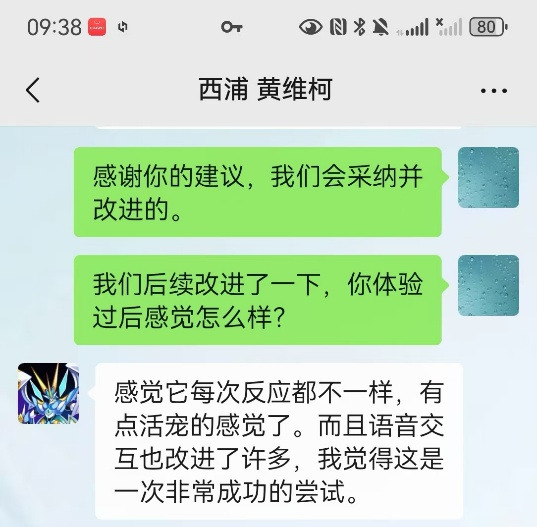 09:38
80
西浦 黄维柯
感谢你的建议，我们会采纳并
改进的。
我们后续改进了一下，你体验
过后感觉怎么样？
感觉它每次反应都不一样，有
点活宠的感觉了。而且语音交
互也改进了许多，我觉得这是
一次非常成功的尝试。